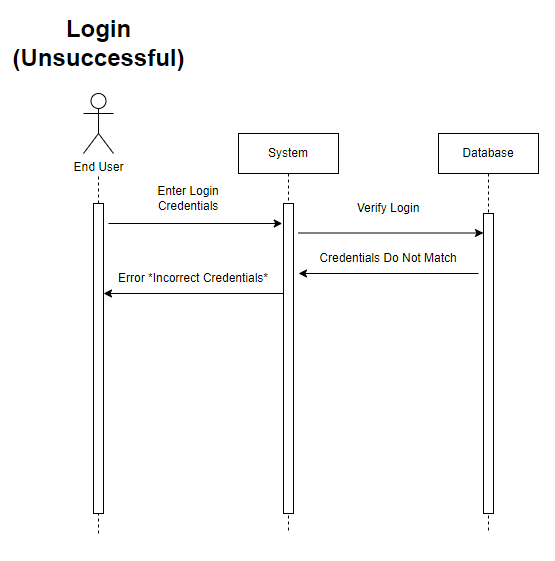 Login
(Unsuccessful)
End User
System
Database
Enter Login
Credentials
Verify Login
Credentials Do Not Match
Error *Incorrect Credentials*